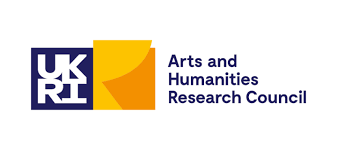 UK
RI
Arts and
Humanities
Research Council